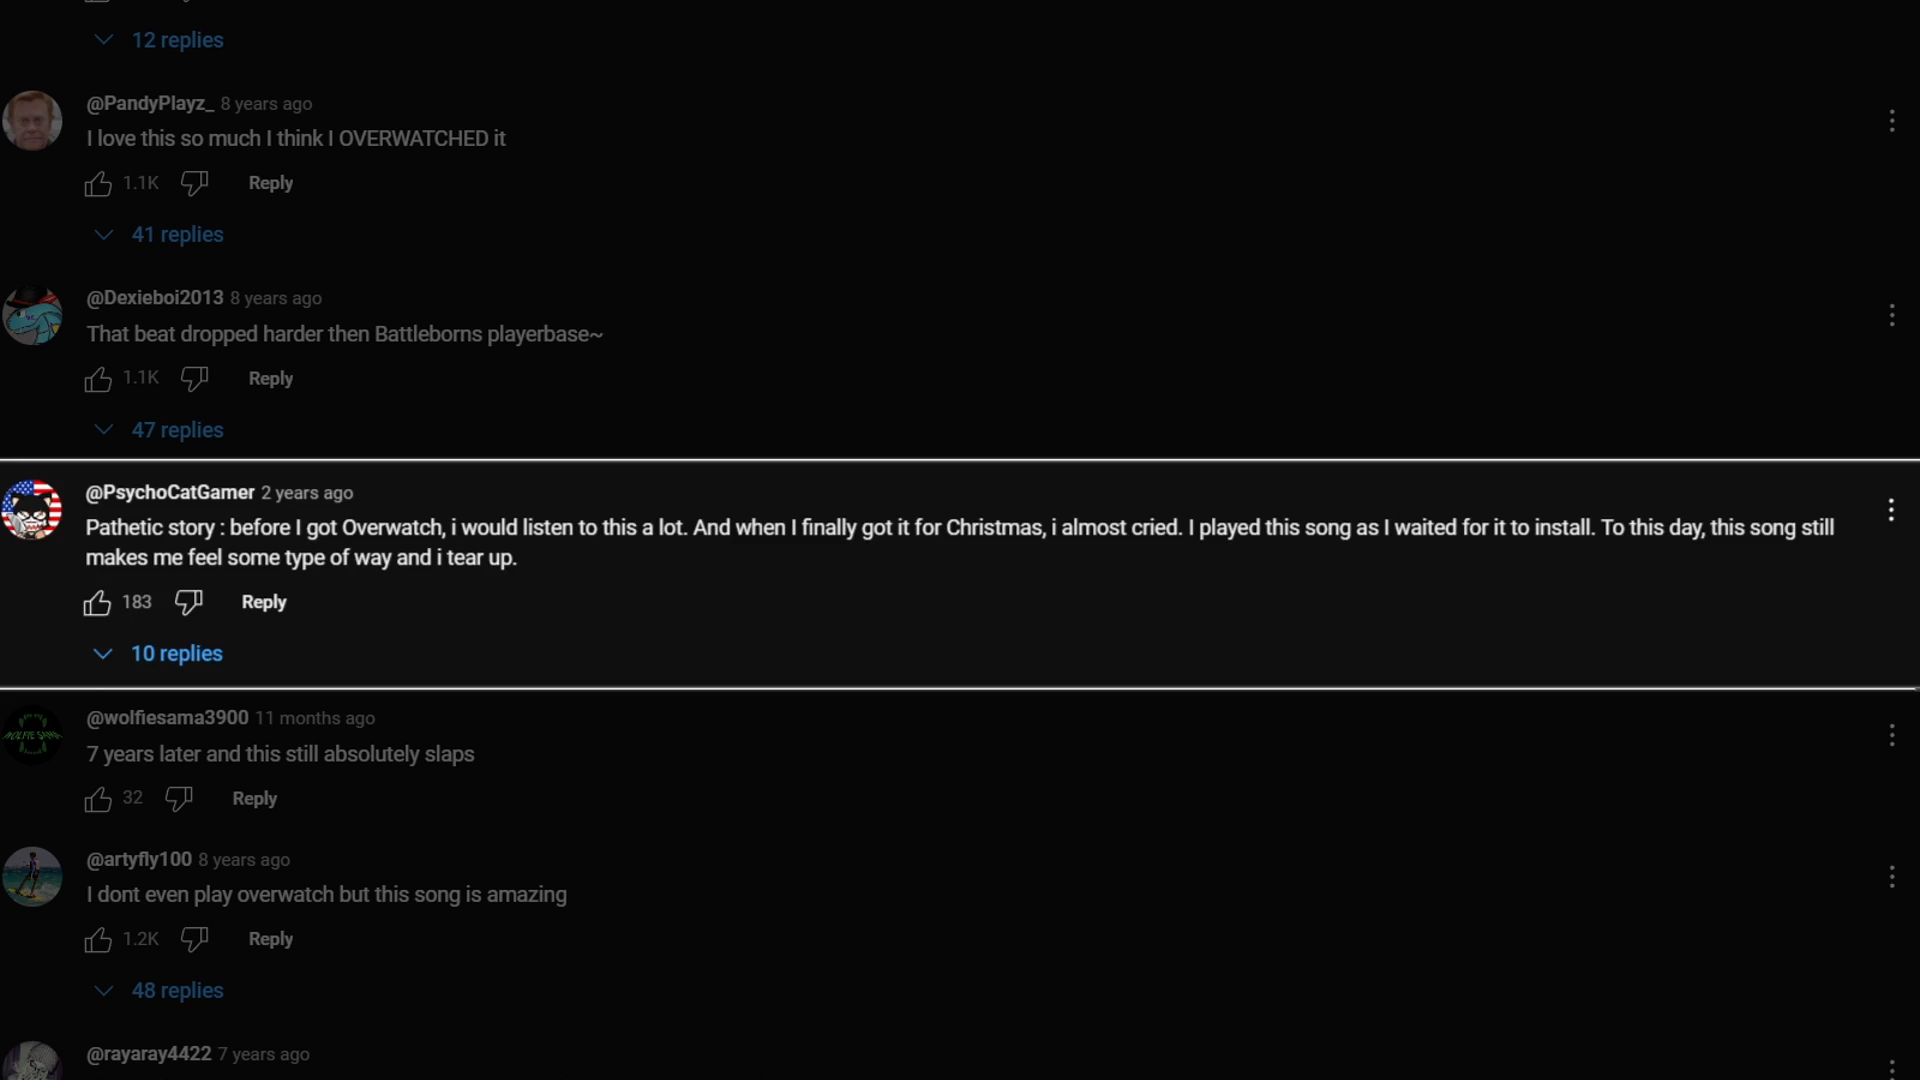 12 replies
@PandyPlayz_ 8 years ago
I love this so much I think I OVERWATCHED it
1.1K Reply
41 replies
@Dexieboi2013 8 years ago
That beat dropped harder then Battleborns playerbase~
1.1K Reply
47 replies
@PsychoCatGamer 2 years ago
Pathetic story : before I got Overwatch, i would listen to this a lot. And when I finally got it for Christmas, i almost cried. I played this song as I waited for it to install. To this day, this song still
makes me feel some type of way and i tear up.
183 Reply
10 replies
@wolfiesama3900 11 months ago
7 years later and this still absolutely slaps
32 Reply
@artyfly100 8 years ago
I dont even play overwatch but this song is amazing
1.2K Reply
48 replies
@rayaray4422 7 years ago